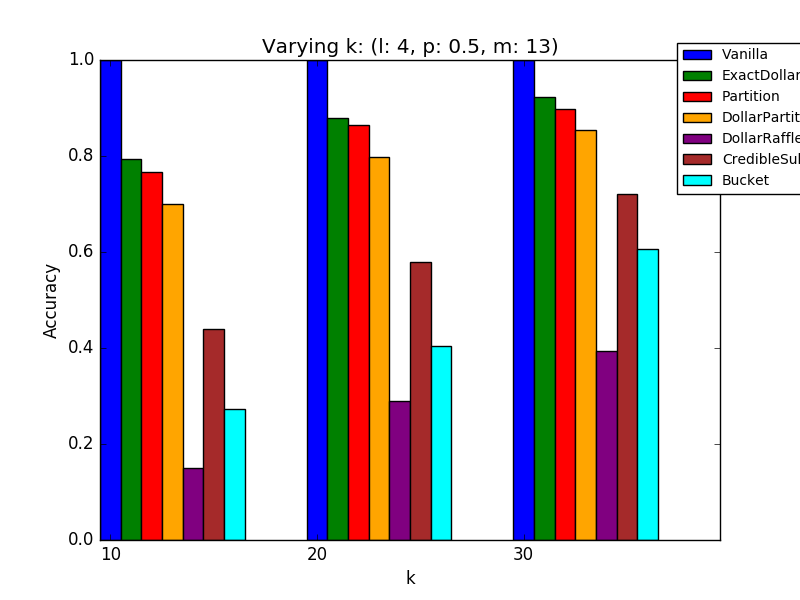 Varying k: (l: 4, p: 0.5, m: 13)
Vanilla
ExactDollar
Partition
DollarPartit
DollarRaffle
CredibleSul
Bucket
1.0
0.8
0.6
0.4
0.2
0.0
Accuracy
10 20 30
k